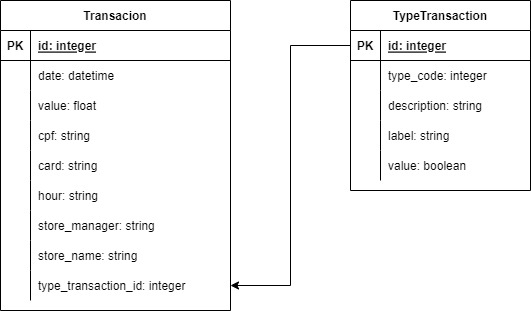 Transacion
PK id: integer
date: datetime
value: float
cpf: string
card: string
hour: string
store_manager: string
store_name: string
type_transaction_id: integer
TypeTransaction
PK id: integer
type_code: integer
description: string
label: string
value: boolean